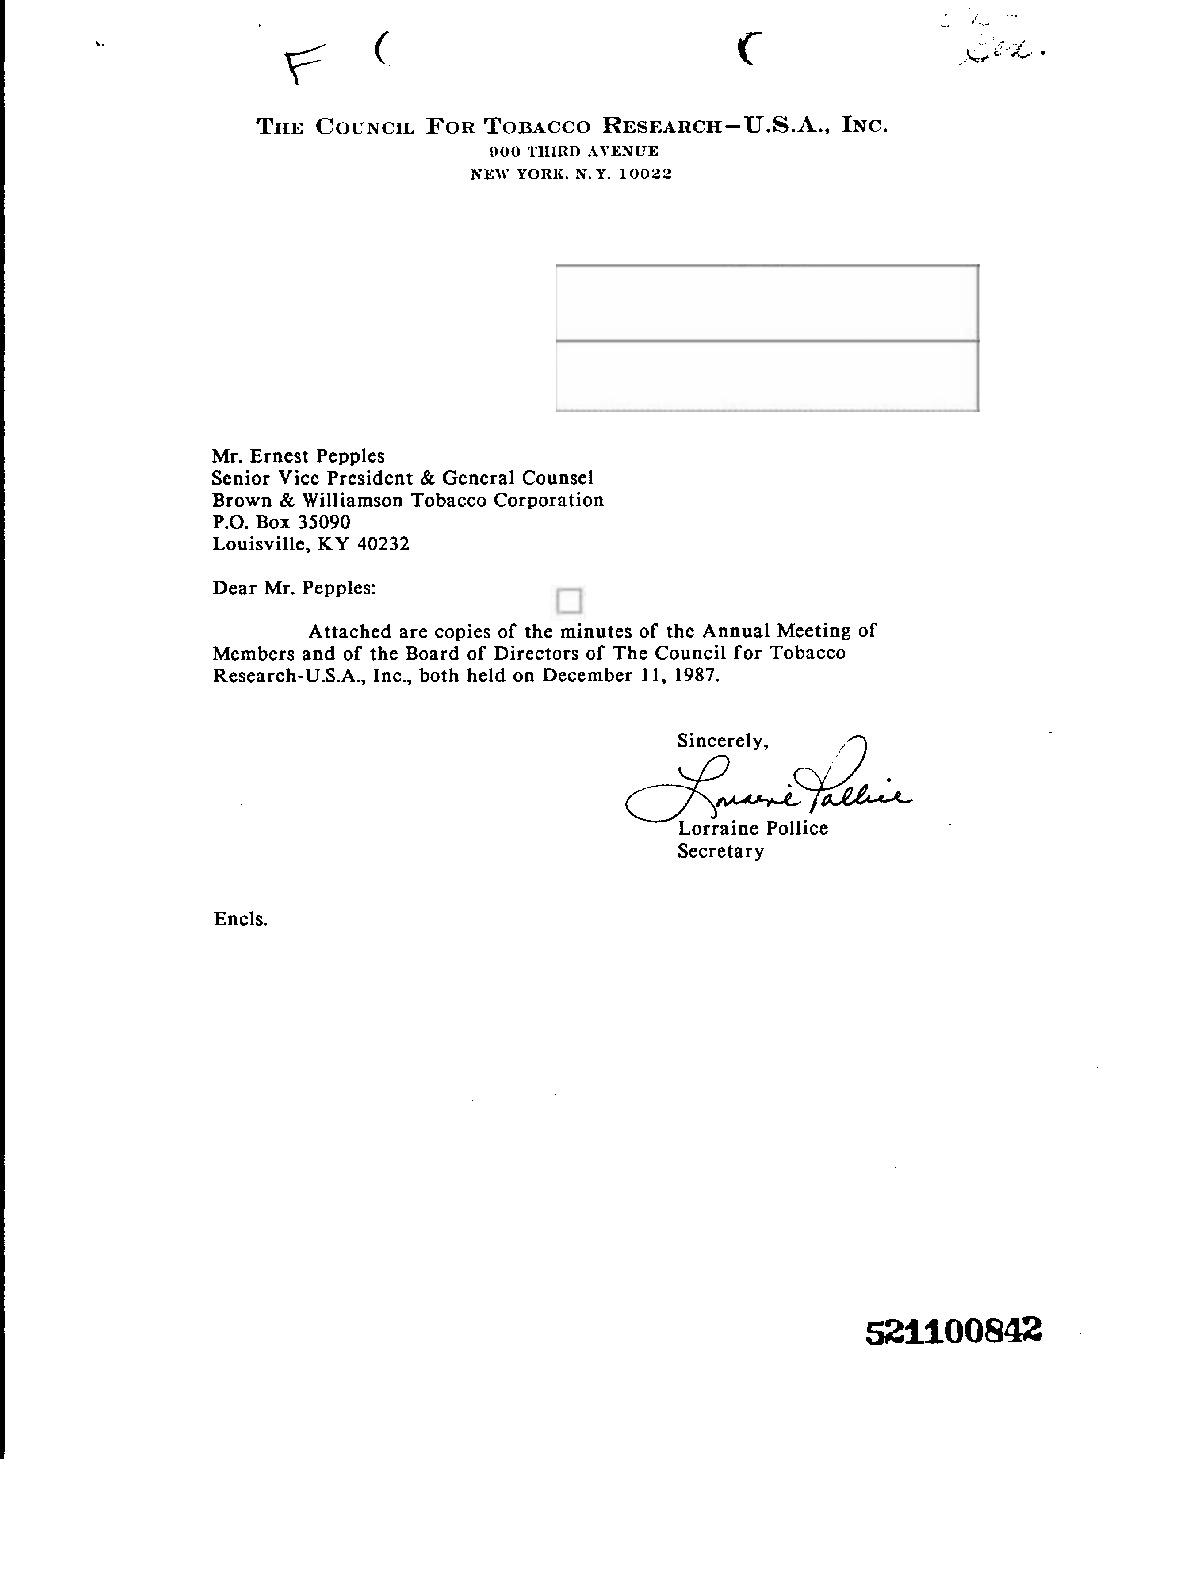 F
THE COUNCIL FOR TOBACCO RESEARCH—U.S.A., INC.
900 THIRD AVENUE
NEW YORK, N.Y. 10022
Mr. Ernest Pepples
Senior Vice President & General Counsel
Brown & Williamson Tobacco Corporation
P.O. Box 35090
Louisville, KY 40232
Dear Mr. Pepples:
Attached are copies of the minutes of the Annual Meeting of
Members and of the Board of Directors of The Council for Tobacco
Research-U.S.A., Inc., both held on December 11, 1987.
Sincerely,
Lorraine Pollice
Lorraine Pollice
Secretary
Encls.
521100842